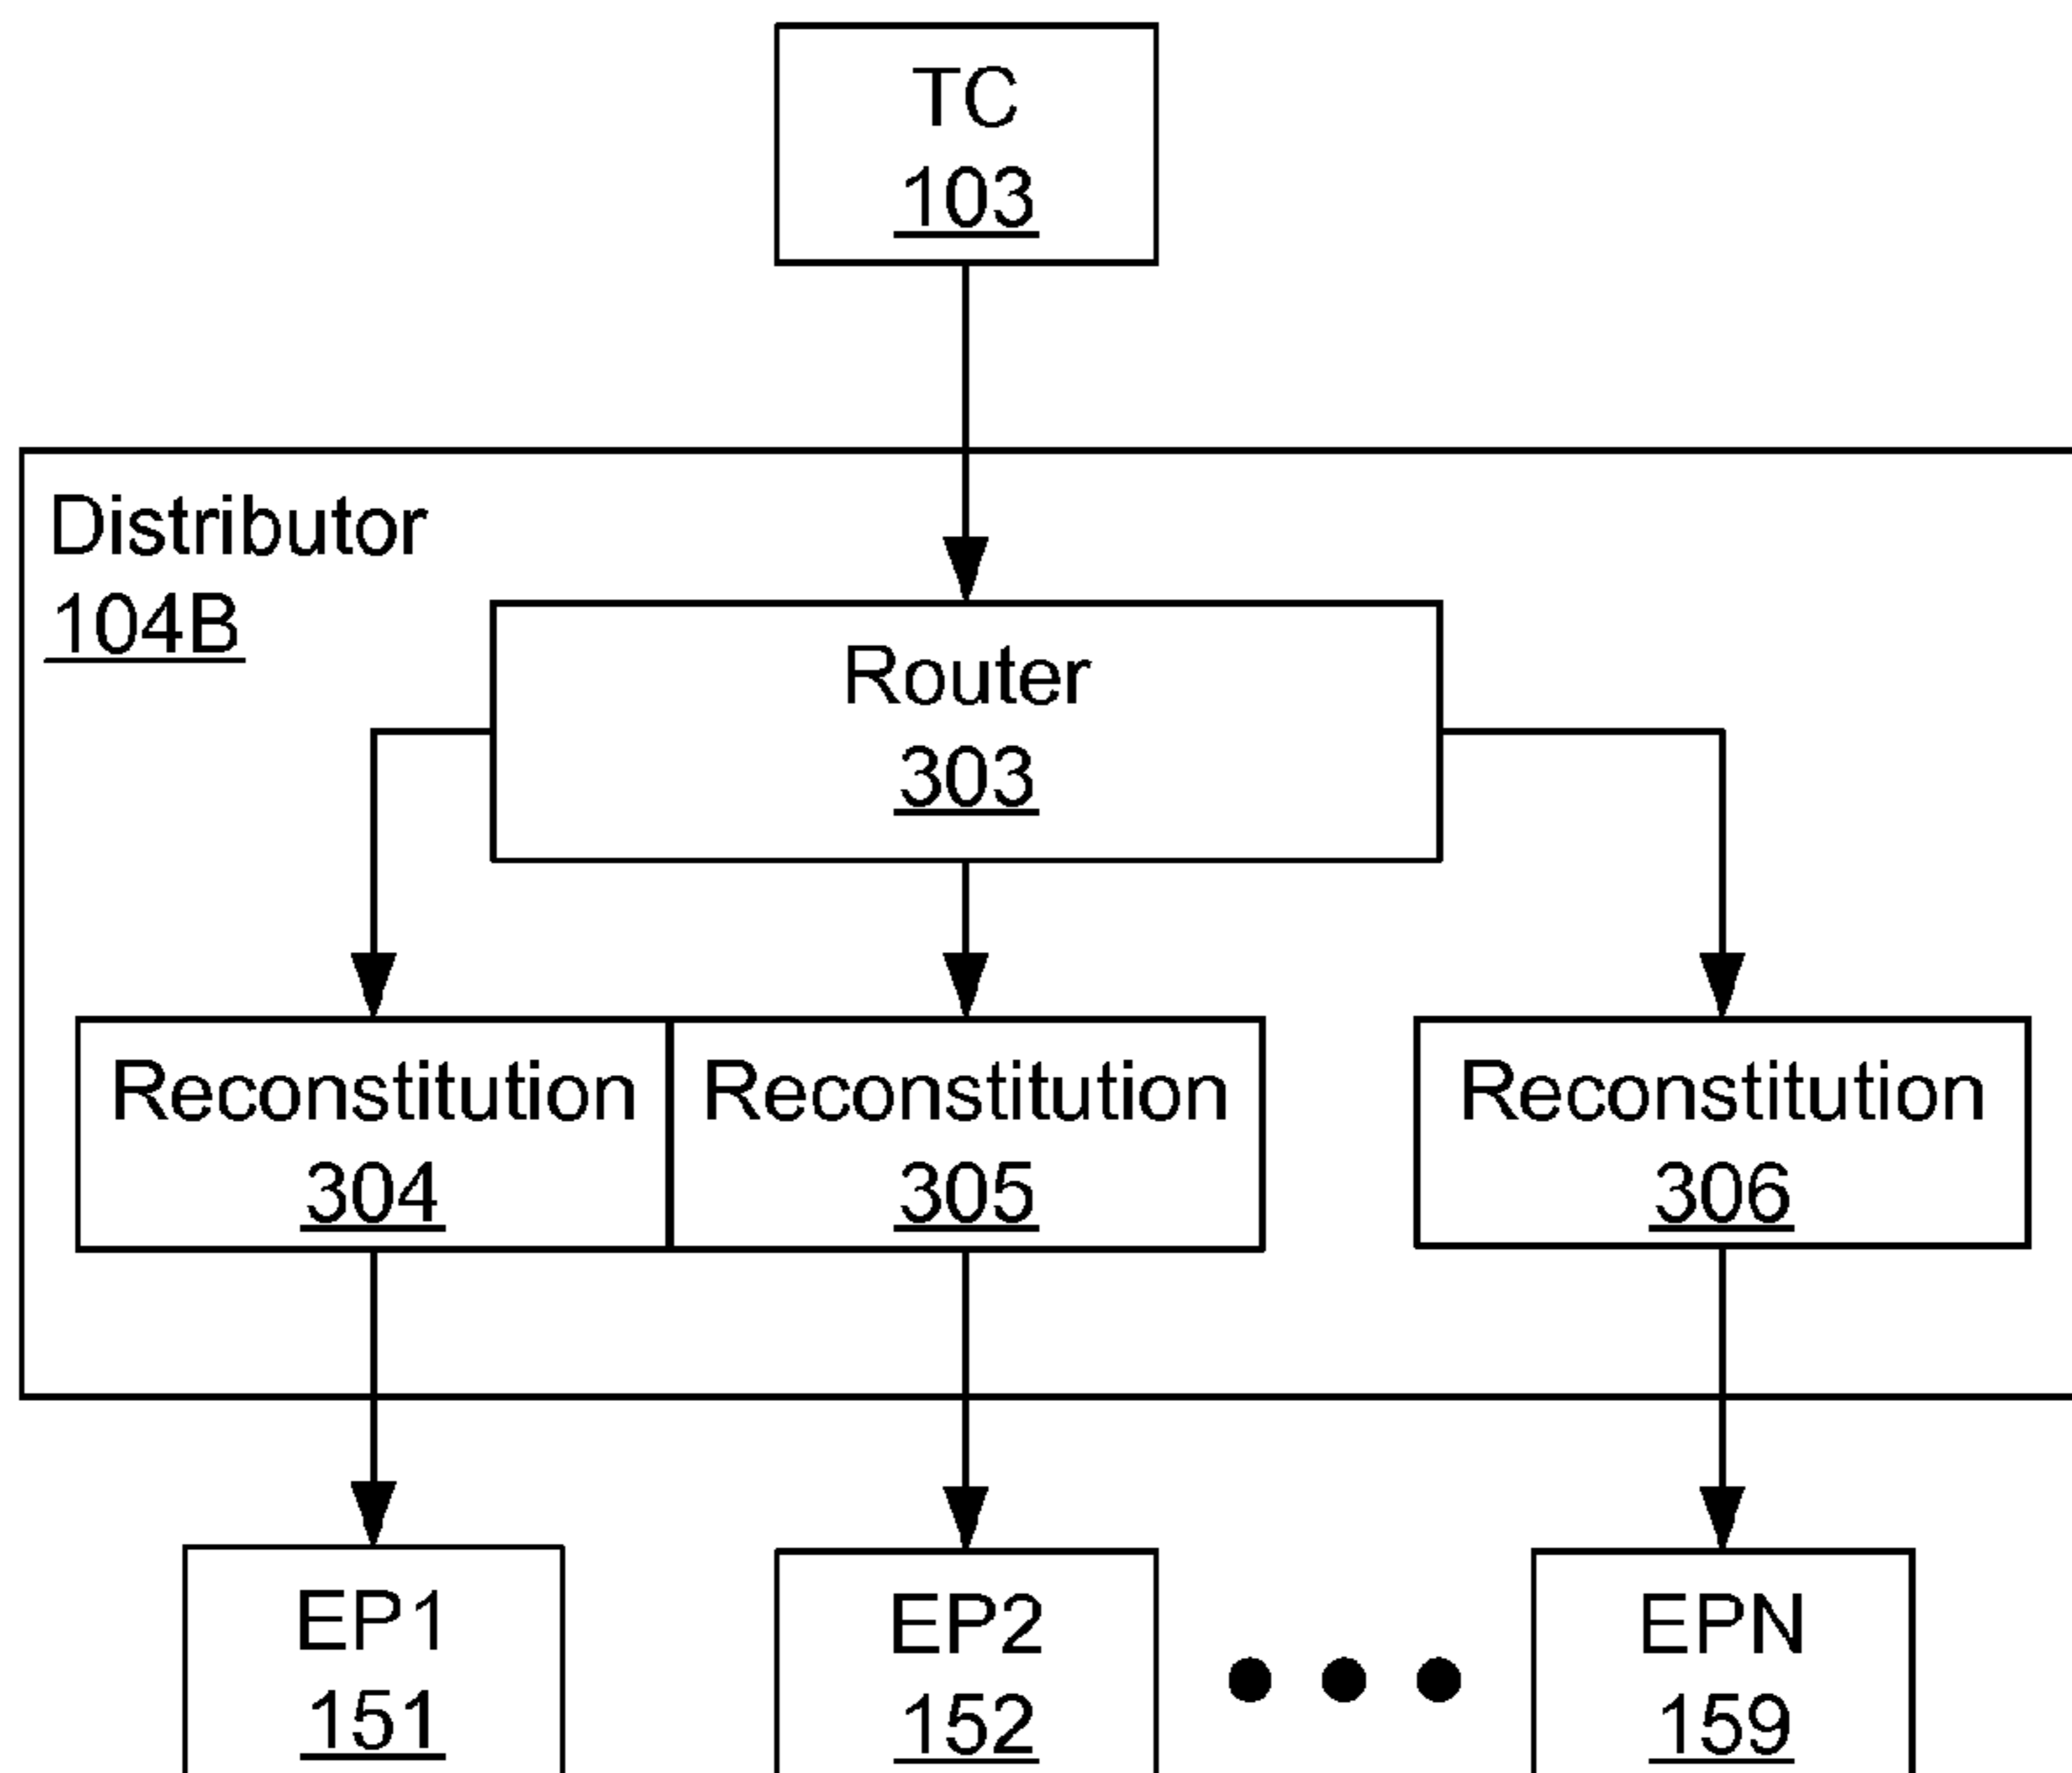 TC
103
Distributor
104B
Router
303
Reconstitution
304
Reconstitution
305
Reconstitution
306
EP1
151
EP2
152
EPN
159